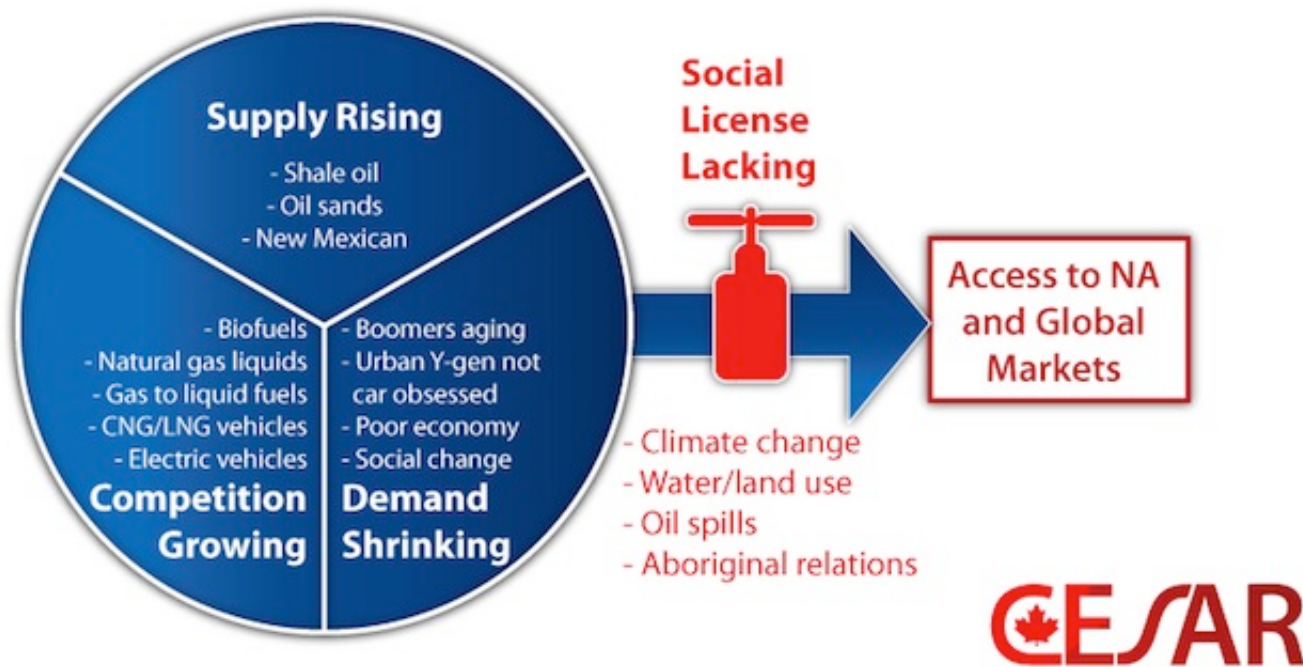 Supply Rising
- Shale oil
- Oil sands
- New Mexican
- Biofuels
- Natural gas liquids
- Gas to liquid fuels
- CNG/LNG vehicles
- Electric vehicles
Competition
Growing
- Boomers aging
- Urban Y-gen not
car obsessed
- Poor economy
- Social change
Demand
Shrinking
Social
License
Lacking
- Climate change
- Water/land use
- Oil spills
- Aboriginal relations
Access to NA
and Global
Markets
CESAR